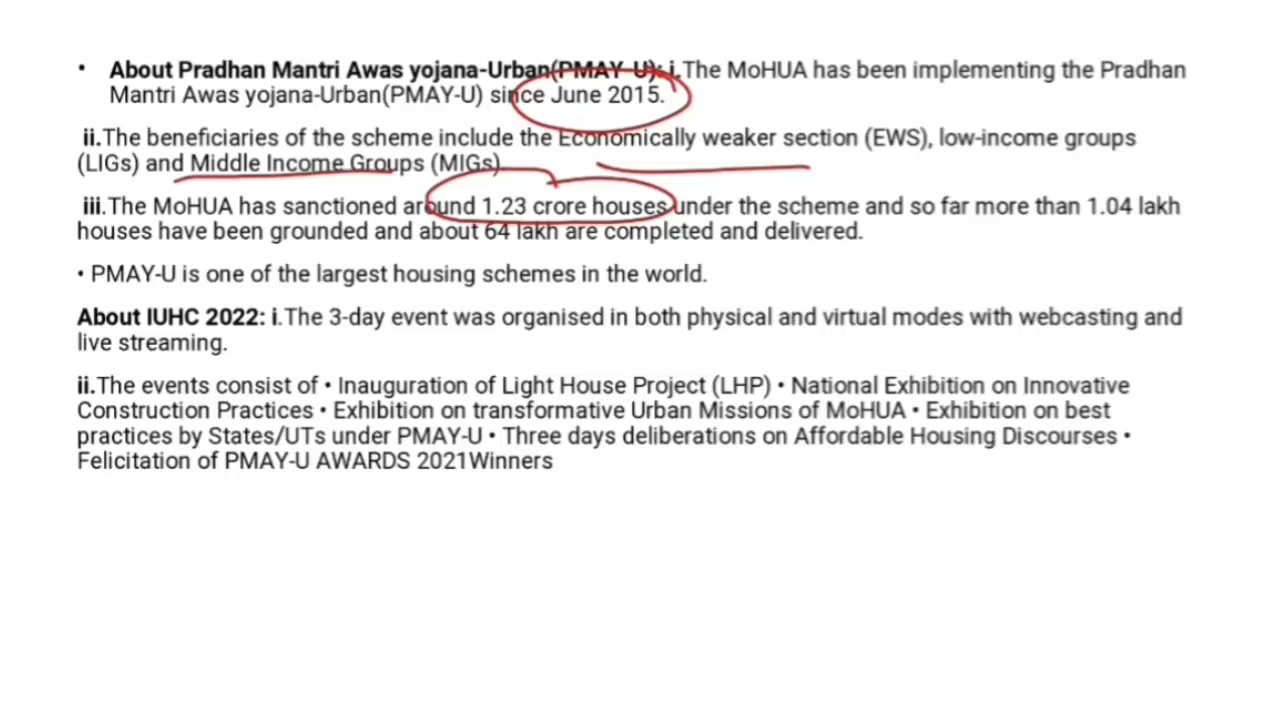 • About Pradhan Mantri Awas yojana-Urban(PMAY-U): i.The MoHUA has been implementing the Pradhan
Mantri Awas yojana-Urban(PMAY-U) since June 2015.
ii.The beneficiaries of the scheme include the Economically weaker section (EWS), low-income groups
(LIGs) and Middle Income Groups (MIGs)
iii.The MoHUA has sanctioned around 1.23 crore houses under the scheme and so far more than 1.04 lakh
houses have been grounded and about 64 lakh are completed and delivered.
• PMAY-U is one of the largest housing schemes in the world.
About IUHC 2022: i.The 3-day event was organised in both physical and virtual modes with webcasting and
live streaming.
ii.The events consist of • Inauguration of Light House Project (LHP) • National Exhibition on Innovative
Construction Practices • Exhibition on transformative Urban Missions of MoHUA • Exhibition on best
practices by States/UTs under PMAY-U • Three days deliberations on Affordable Housing Discourses •
Felicitation of PMAY-U AWARDS 2021Winners